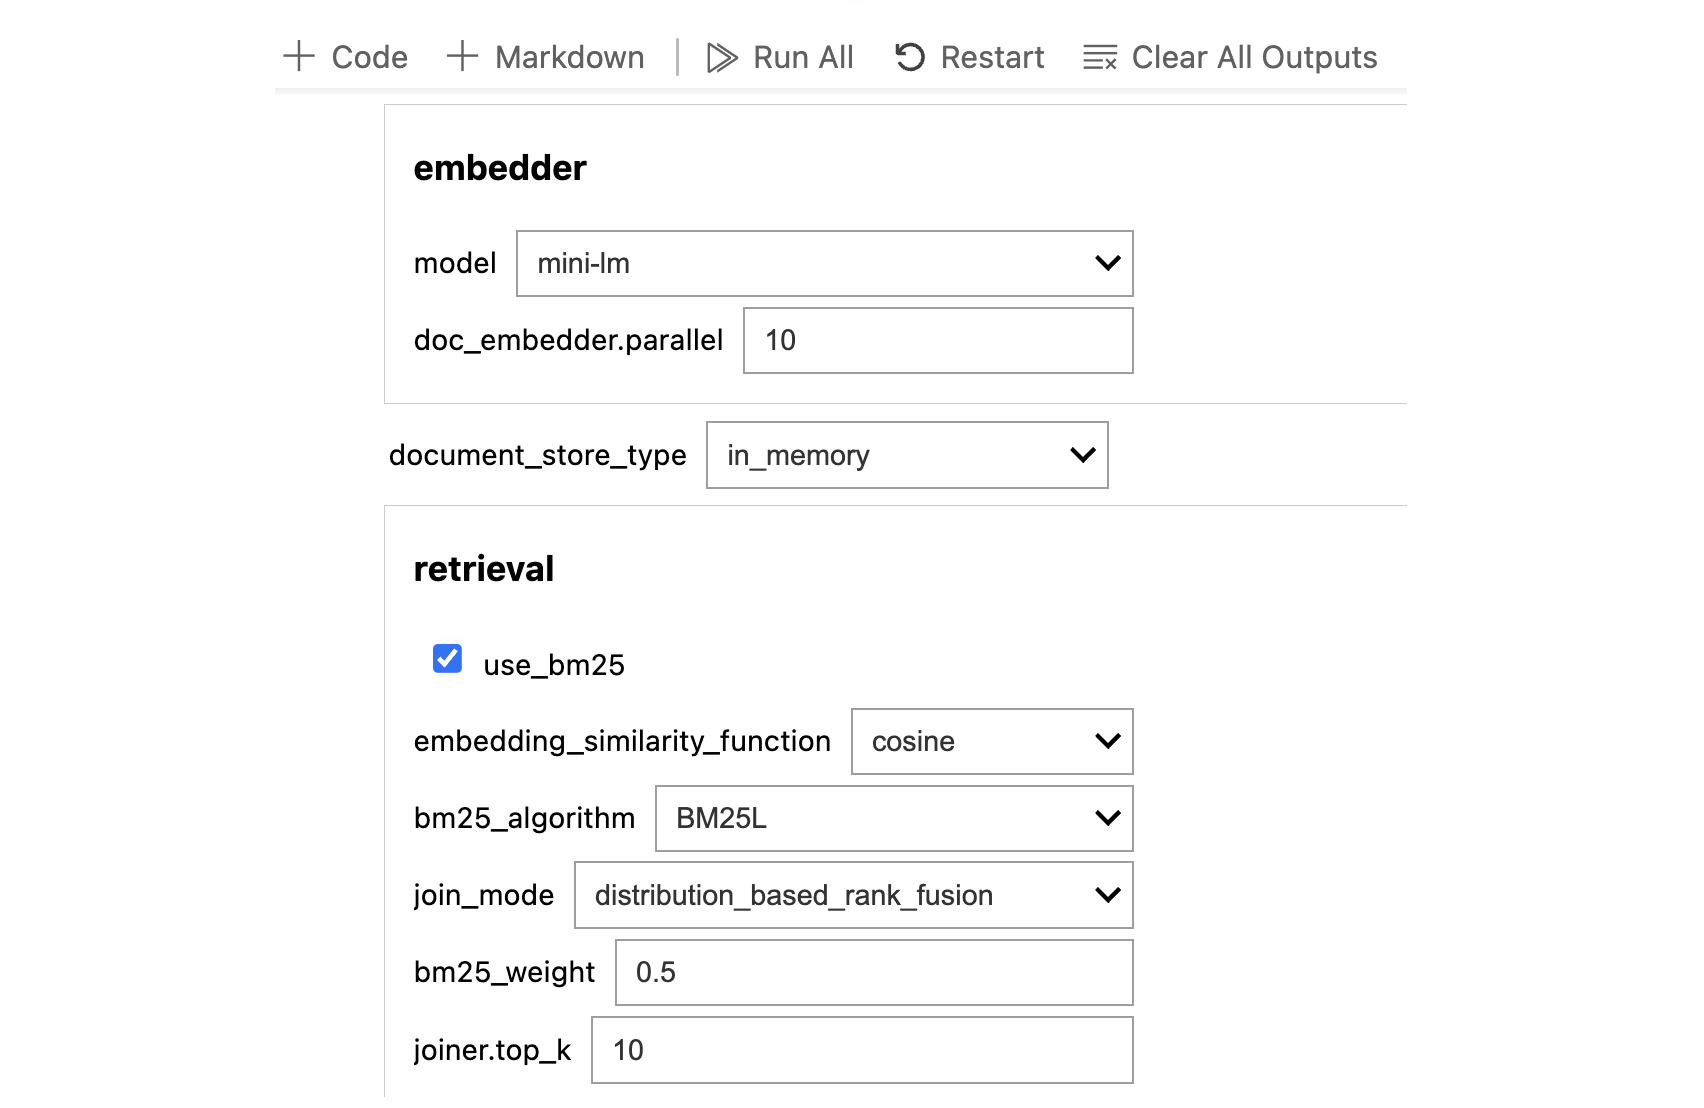 Code Markdown Run All Restart Clear All Outputs
embedder
model mini-lm
doc_embedder.parallel 10
document_store_type in_memory
retrieval
use_bm25
embedding_similarity_function cosine
bm25_algorithm BM25L
join_mode distribution_based_rank_fusion
bm25_weight 0.5
joiner.top_k 10